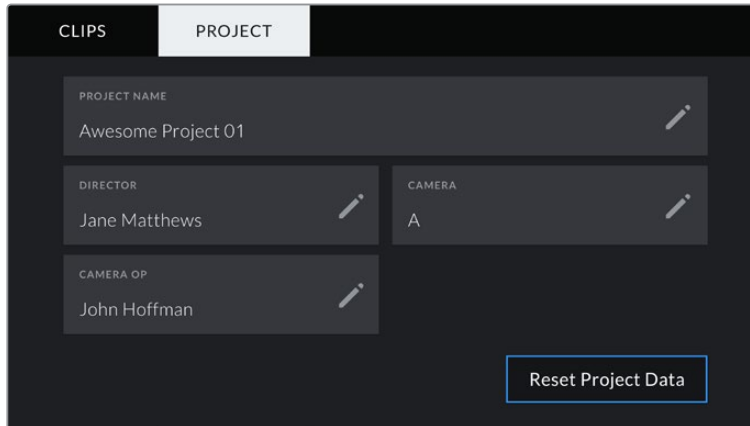 CLIPS
PROJECT
PROJECT NAME
Awesome Project 01
DIRECTOR
Jane Matthews
CAMERA
A
CAMERA OP
John Hoffman
Reset Project Data